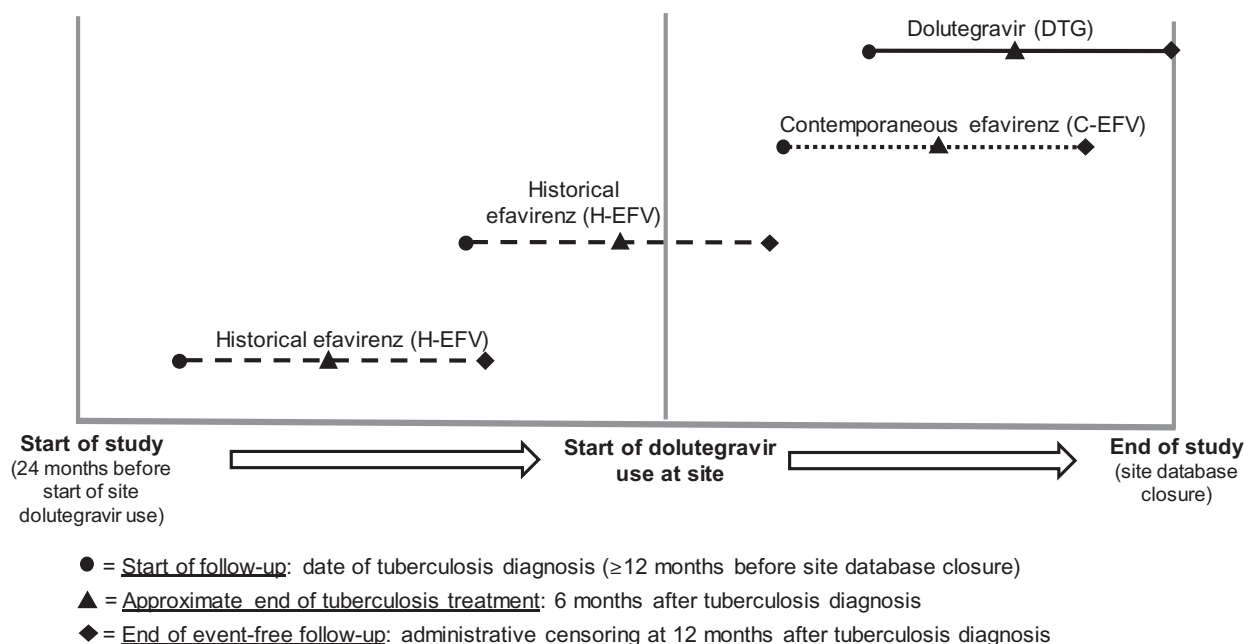 Dolutegravir (DTG)
Contemporaneous efavirenz (C-EFV)
Historical
efavirenz (H-EFV)
Historical efavirenz (H-EFV)
Start of study
(24 months before
start of site
dolutegravir use)
Start of dolutegravir
use at site
End of study
(site database
closure)
= Start of follow-up: date of tuberculosis diagnosis (≥12 months before site database closure)
= Approximate end of tuberculosis treatment: 6 months after tuberculosis diagnosis
= End of event-free follow-up: administrative censoring at 12 months after tuberculosis diagnosis